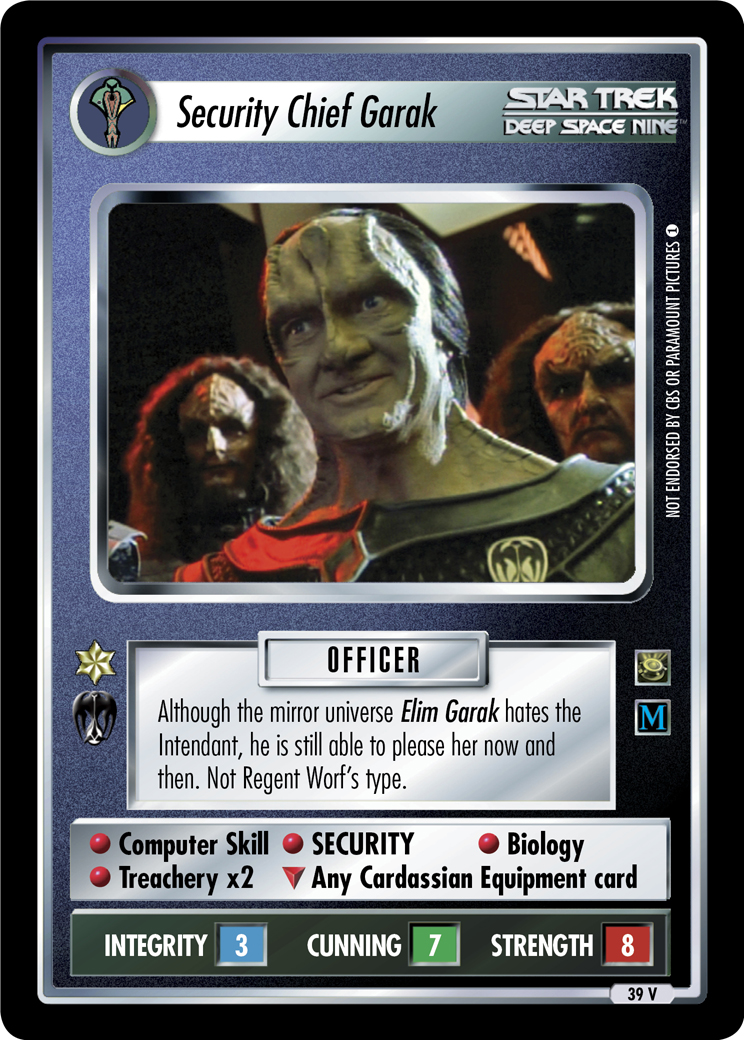 Security Chief Garak
STAR TREK
DEEP SPACE NINE™
NOT ENDORSED BY CBS OR PARAMOUNT PICTURES 1
OFFICER
Although the mirror universe Elim Garak hates the
Intendant, he is still able to please her now and
then. Not Regent Worf's type.
M
Computer Skill SECURITY Biology
Treachery x2 Any Cardassian Equipment card
INTEGRITY 3 CUNNING 7 STRENGTH 8
39 V